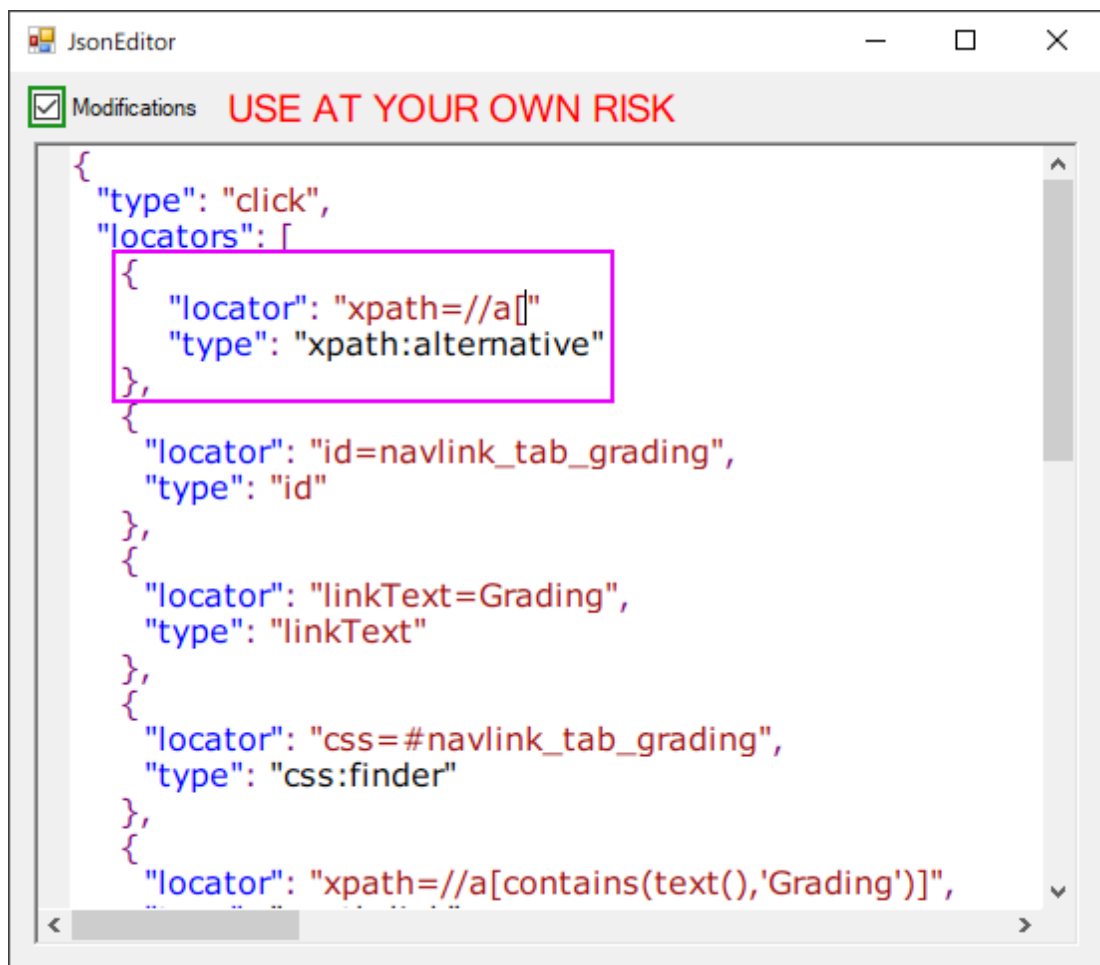 JsonEditor
Modifications USE AT YOUR OWN RISK
{
"type": "click",
"locators": [
{
"locator": "xpath=//a["
"type": "xpath:alternative"
},
{
"locator": "id=navlink_tab_grading",
"type": "id"
},
{
"locator": "linkText=Grading",
"type": "linkText"
},
{
"locator": "css=#navlink_tab_grading",
"type": "css:finder"
},
{
"locator": "xpath=//a[contains(text(),'Grading')]",